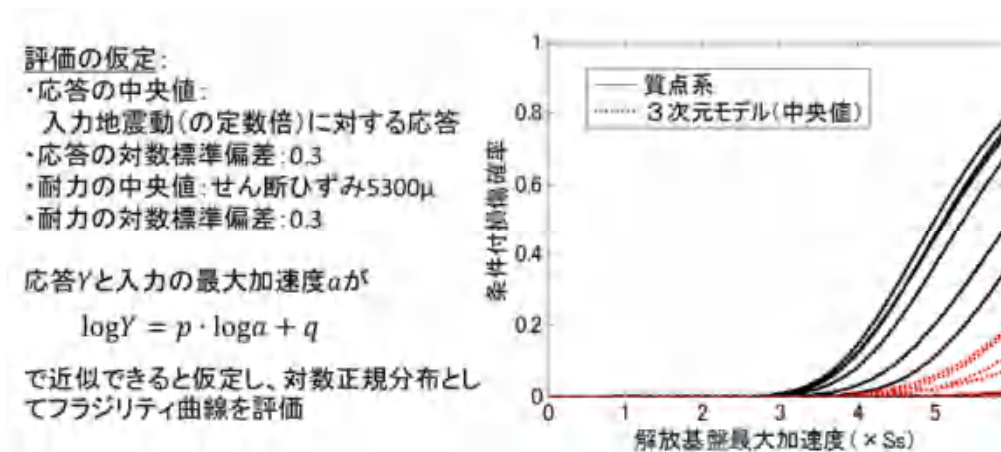 評価の仮定:
・応答の中央値:
入力地震動(の定数倍)に対する応答
・応答の対数標準偏差:0.3
・耐力の中央値:せん断ひずみ5300μ
・耐力の対数標準偏差:0.3
応答Yと入力の最大加速度aが
logY = p · loga + q
で近似できると仮定し、対数正規分布とし
てフラジリティ曲線を評価
質点系
3次元モデル(中央値)
条件付損傷確率
1
0.8
0.6
0.4
0.2
0
0 1 2 3 4 5
解放基盤最大加速度(×Ss)